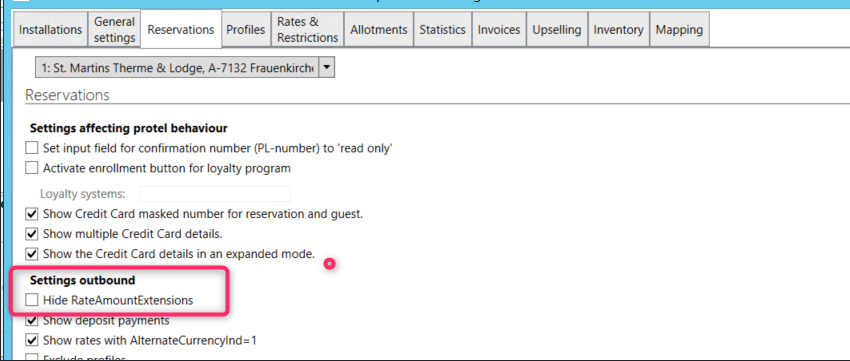 Installations
General settings
Reservations
Profiles
Rates & Restrictions
Allotments
Statistics
Invoices
Upselling
Inventory
Mapping
1: St. Martins Therme & Lodge, A-7132 Frauenkirche
Reservations
Settings affecting protel behaviour
Set input field for confirmation number (PL-number) to 'read only'
Activate enrollment button for loyalty program
Loyalty systems:
Show Credit Card masked number for reservation and guest.
Show multiple Credit Card details.
Show the Credit Card details in an expanded mode.
Settings outbound
Hide RateAmountExtensions
Show deposit payments
Show rates with AlternateCurrencyInd=1
Exclude profiles